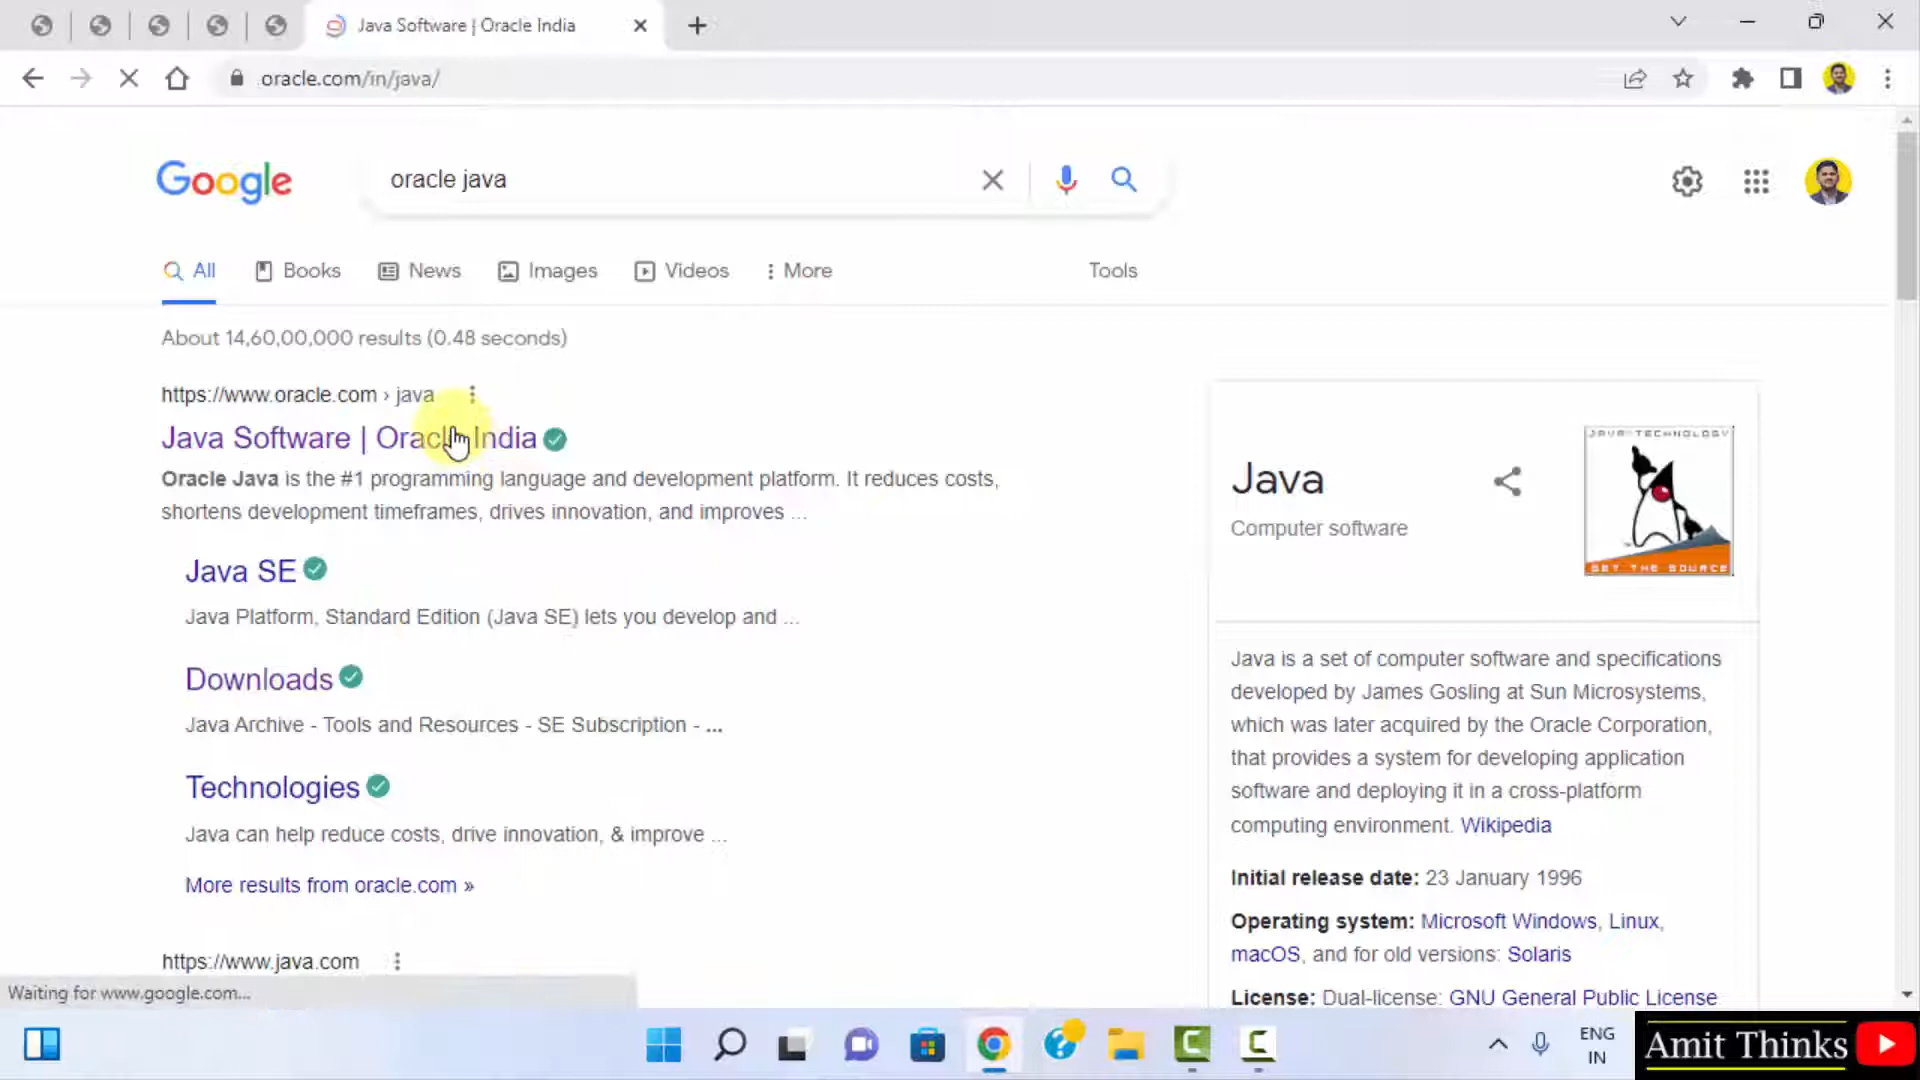 Java Software | Oracle India
oracle.com/in/java/
Google
oracle java
All
Books
News
Images
Videos
More
Tools
About 14,60,00,000 results (0.48 seconds)
https://www.oracle.com › java
Java Software | Oracle India
Oracle Java is the #1 programming language and development platform. It reduces costs,
shortens development timeframes, drives innovation, and improves ...
Java SE
Java Platform, Standard Edition (Java SE) lets you develop and ...
Downloads
Java Archive - Tools and Resources - SE Subscription - ...
Technologies
Java can help reduce costs, drive innovation, & improve ...
More results from oracle.com »
https://www.java.com
JAVA TECHNOLOGY
GET THE SOURCE
Java
Computer software
Java is a set of computer software and specifications
developed by James Gosling at Sun Microsystems,
which was later acquired by the Oracle Corporation,
that provides a system for developing application
software and deploying it in a cross-platform
computing environment. Wikipedia
Initial release date: 23 January 1996
Operating system: Microsoft Windows, Linux,
macOS, and for old versions: Solaris
License: Dual-license: GNU General Public License
Waiting for www.google.com...
ENG
IN
Amit Thinks